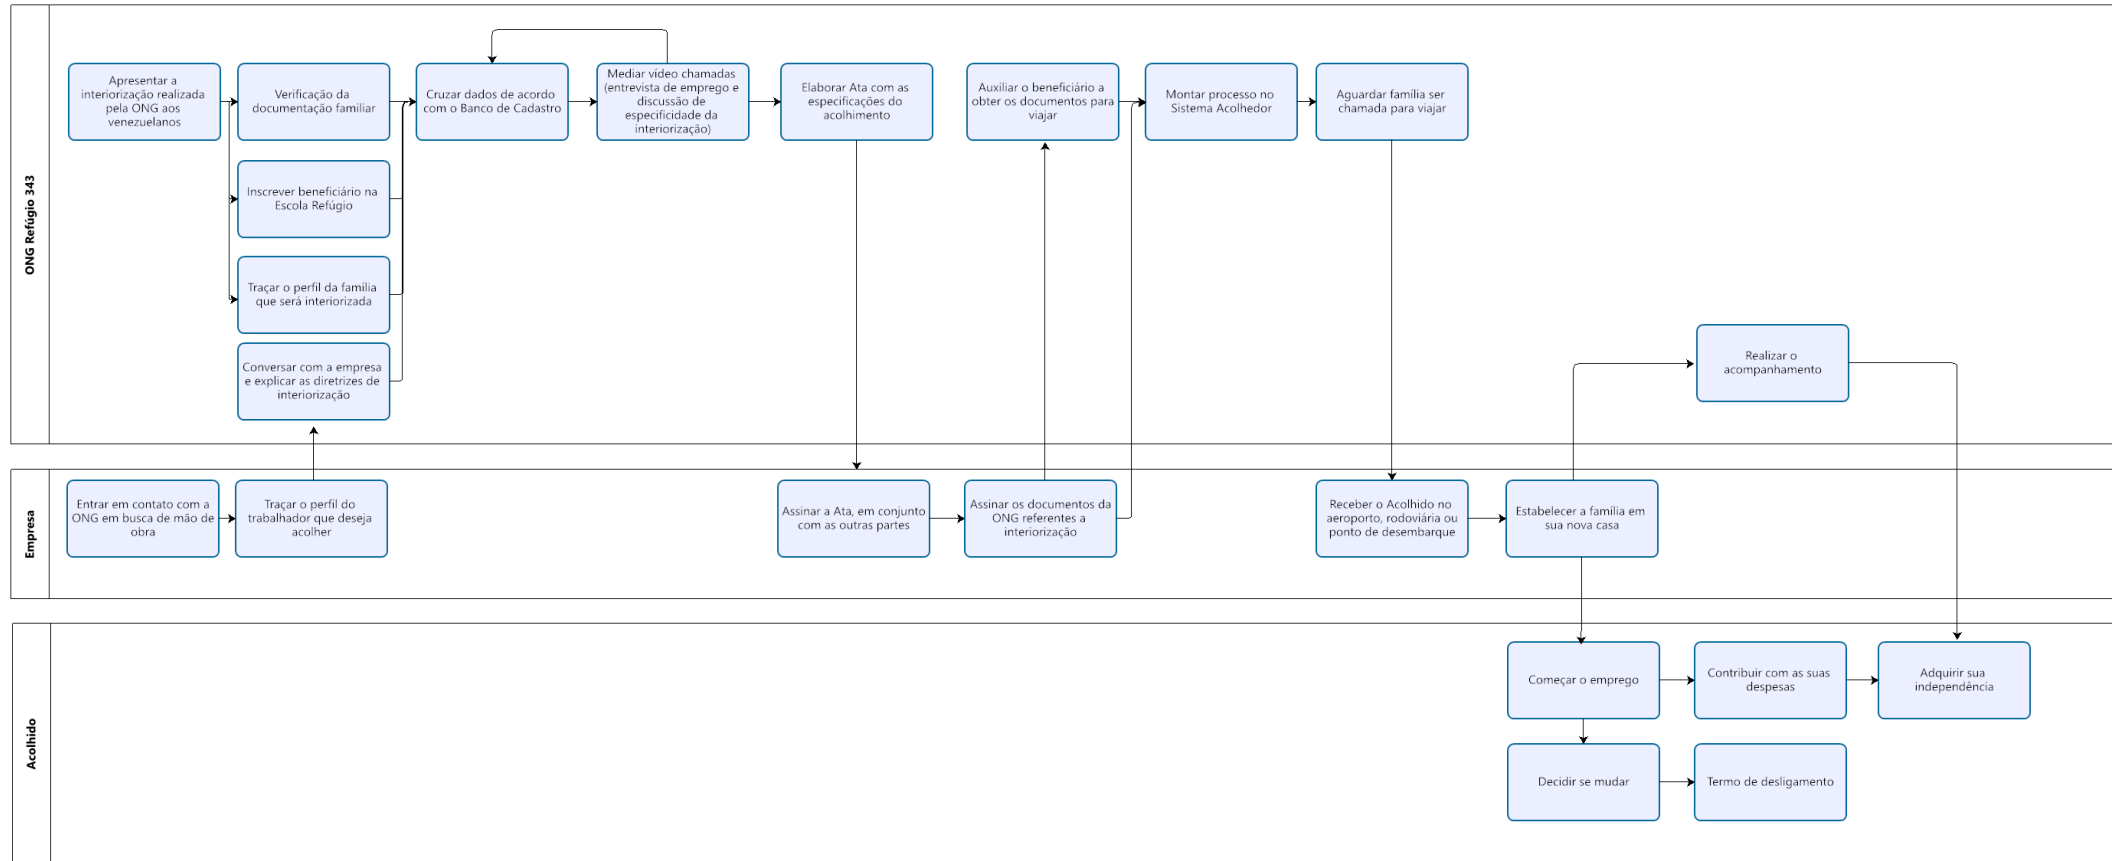 ONG Refúgio 343
Apresentar a
interiorização realizada
pela ONG aos
venezuelanos
Verificação da
documentação familiar
Inscrever beneficiário na
Escola Refúgio
Traçar o perfil da família
que será interiorizada
Conversar com a empresa
e explicar as diretrizes de
interiorização
Cruzar dados de acordo
com o Banco de Cadastro
Mediar vídeo chamadas
(entrevista de emprego e
discussão de
especificidade da
interiorização)
Elaborar Ata com as
especificações do
acolhimento
Auxiliar o beneficiário a
obter os documentos para
viajar
Montar processo no
Sistema Acolhedor
Aguardar família ser
chamada para viajar
Realizar o
acompanhamento
Empresa
Entrar em contato com a
ONG em busca de mão de
obra
Traçar o perfil do
trabalhador que deseja
acolher
Assinar a Ata, em conjunto
com as outras partes
Assinar os documentos da
ONG referentes a
interiorização
Receber o Acolhido no
aeroporto, rodoviária ou
ponto de desembarque
Estabelecer a família em
sua nova casa
Acolhido
Começar o emprego
Contribuir com as suas
despesas
Adquirir sua
independência
Decidir se mudar
Termo de desligamento